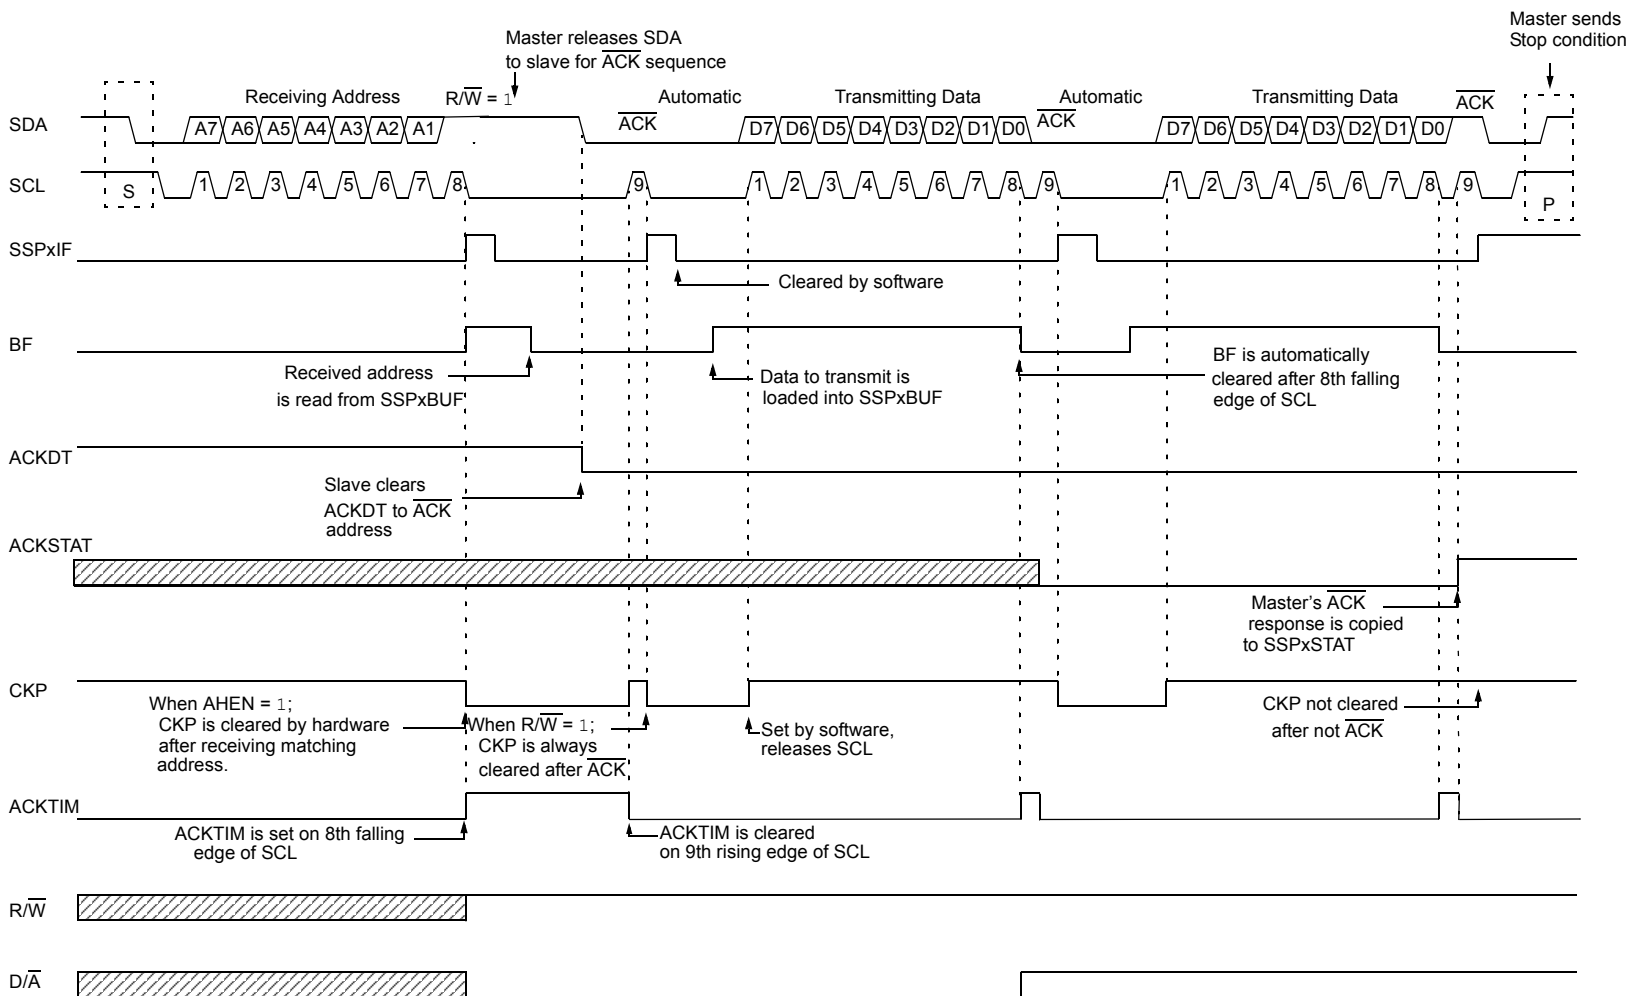 Master sends
Stop condition
Master releases SDA
to slave for ACK sequence
Receiving Address R/W = 1 Automatic Transmitting Data Automatic Transmitting Data ACK
SDA A7 A6 A5 A4 A3 A2 A1 ACK D7 D6 D5 D4 D3 D2 D1 D0 ACK D7 D6 D5 D4 D3 D2 D1 D0
SCL S 1 2 3 4 5 6 7 8 9 1 2 3 4 5 6 7 8 9 1 2 3 4 5 6 7 8 9 P
SSPxIF
Cleared by software
BF
Received address
is read from SSPxBUF
Data to transmit is
loaded into SSPxBUF
BF is automatically
cleared after 8th falling
edge of SCL
ACKDT
Slave clears
ACKDT to ACK
address
ACKSTAT
Master's ACK
response is copied
to SSPxSTAT
CKP
When AHEN = 1;
CKP is cleared by hardware
after receiving matching
address.
When R/W = 1;
CKP is always
cleared after ACK
Set by software,
releases SCL
CKP not cleared
after not ACK
ACKTIM
ACKTIM is set on 8th falling
edge of SCL
ACKTIM is cleared
on 9th rising edge of SCL
R/W
D/A